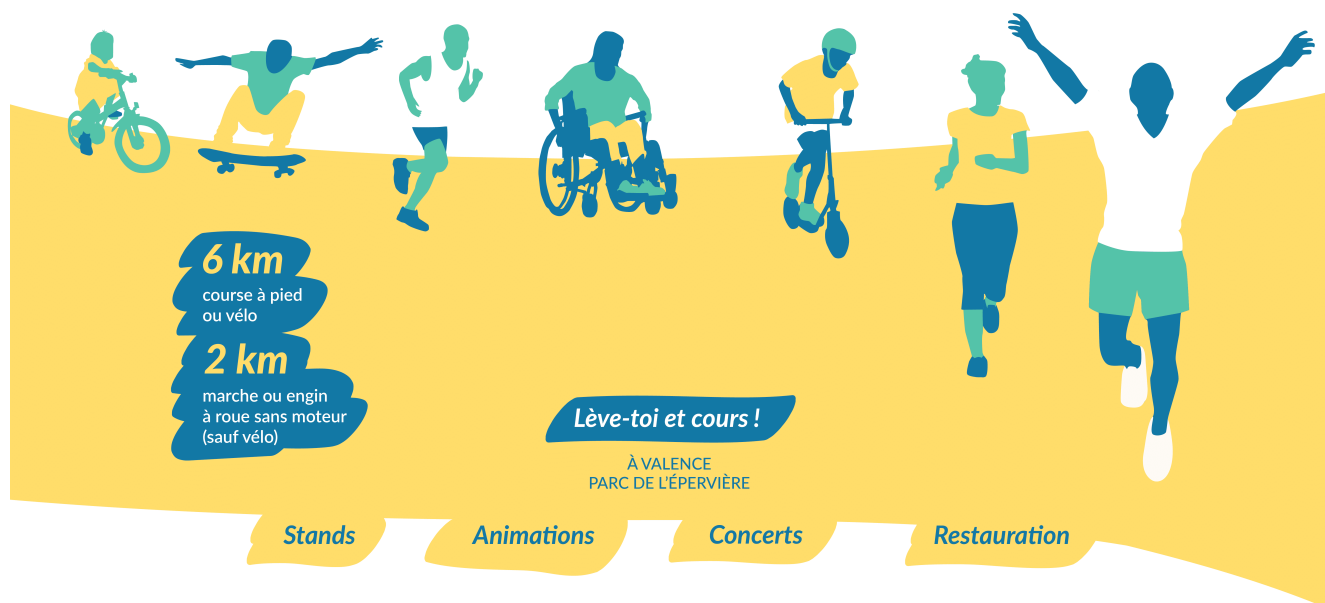 6 km
course à pied
ou vélo
2 km
marche ou engin
à roue sans moteur
(sauf vélo)
Lève-toi et cours !
À VALENCE
PARC DE L'ÉPERVIÈRE
Stands
Animations
Concerts
Restauration